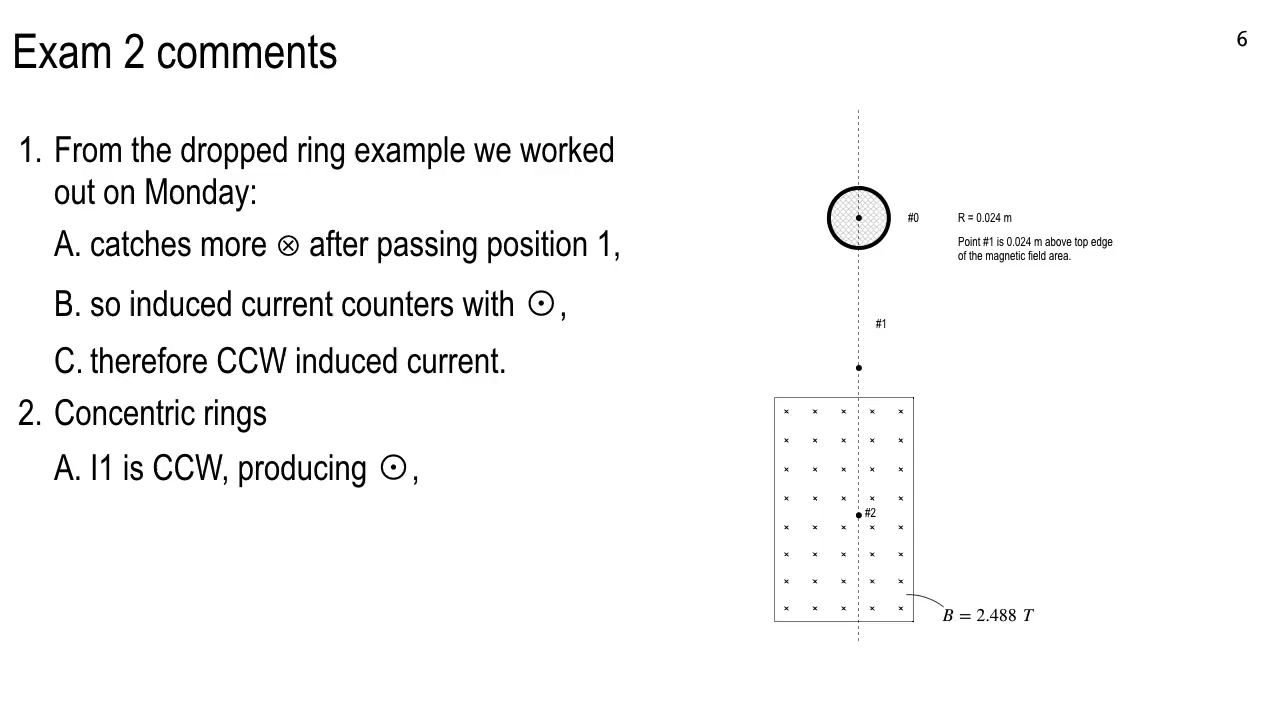 Exam 2 comments
6
1. From the dropped ring example we worked
out on Monday:
A. catches more ⊗ after passing position 1,
B. so induced current counters with ⊙,
C. therefore CCW induced current.
2. Concentric rings
A. I1 is CCW, producing ⊙,
#0
R = 0.024 m
Point #1 is 0.024 m above top edge
of the magnetic field area.
#1
#2
B = 2.488 T